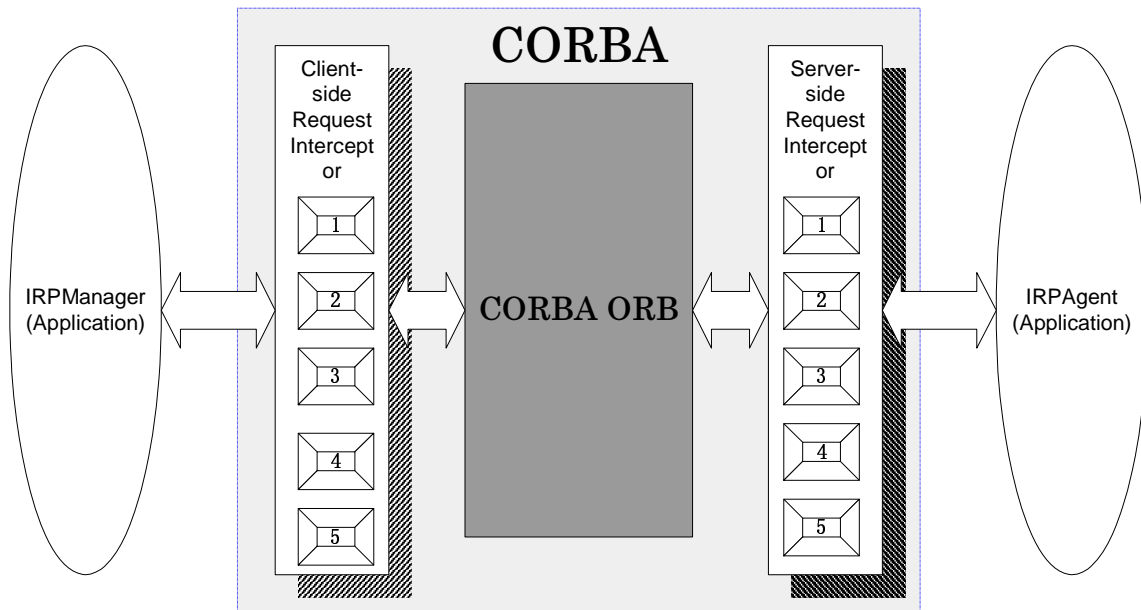 CORBA
IRPManager
(Application)
Client-
side
Request
Intercept
or
1
2
3
4
5
CORBA ORB
Server-
side
Request
Intercept
or
1
2
3
4
5
IRPAgent
(Application)